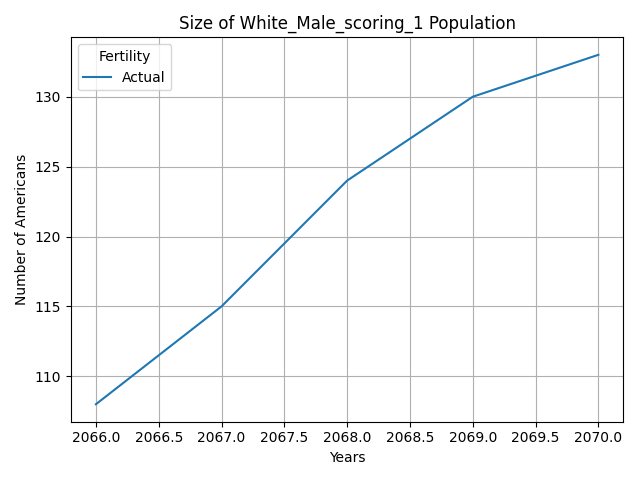 Size of White_Male_scoring_1 Population
Fertility
Actual
Number of Americans
130
125
120
115
110
2066.0 2066.5 2067.0 2067.5 2068.0 2068.5 2069.0 2069.5 2070.0
Years